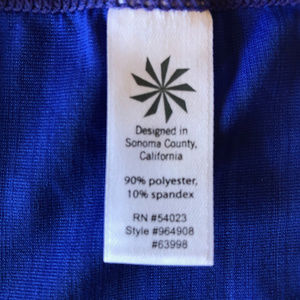 Designed in
Sonoma County,
California
90% polyester,
10% spandex
RN #54023
Style #964908
#63998